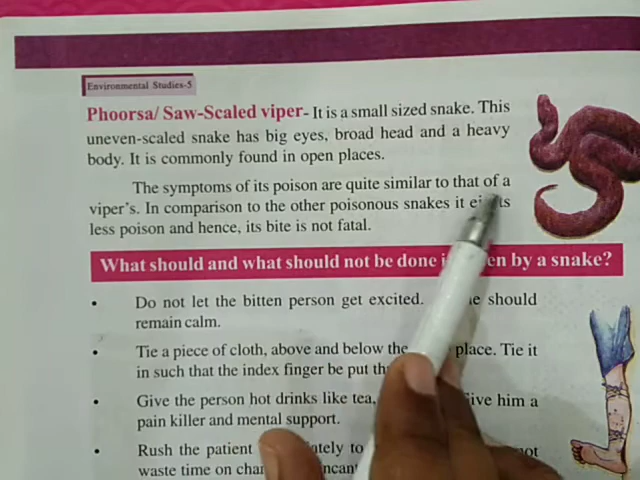 Environmental Studies-5
Phoorsa/ Saw-Scaled viper- It is a small sized snake. This
uneven-scaled snake has big eyes, broad head and a heavy
body. It is commonly found in open places.
The symptoms of its poison are quite similar to that of a
viper's. In comparison to the other poisonous snakes it
less poison and hence, its bite is not fatal.
What should and what should not be done by a snake?
• Do not let the bitten person get excited. should
remain calm.
• Tie a piece of cloth, above and below the place. Tie it
in such that the index finger be put
• Give the person hot drinks like tea, Give him a
pain killer and mental support.
• Rush the patient to not
waste time on